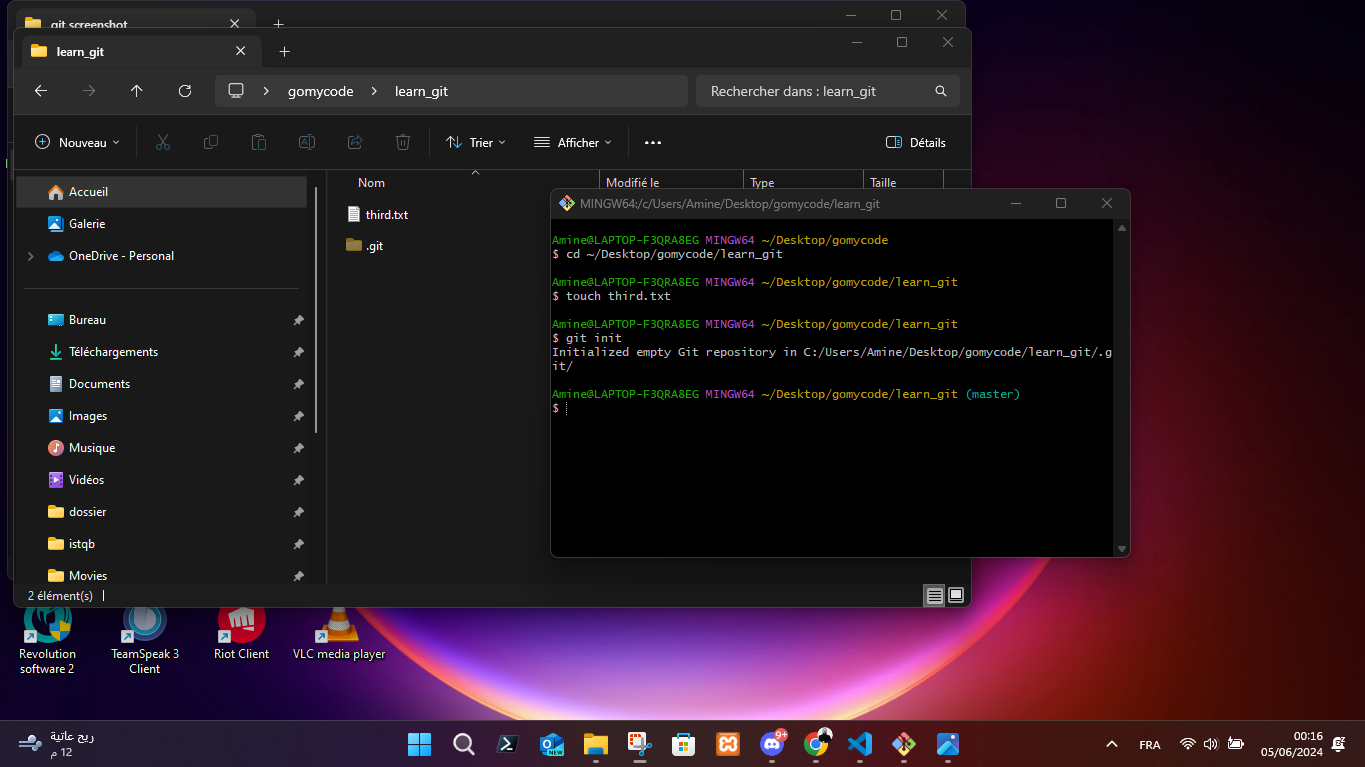 git screenshot
learn_git
gomycode
learn_git
Rechercher dans : learn_git
Nouveau
Trier
Afficher
Détails
Accueil
Galerie
OneDrive - Personal
Bureau
Téléchargements
Documents
Images
Musique
Vidéos
dossier
istqb
Movies
Nom
Modifié le
Type
Taille
third.txt
.git
2 élément(s)
MINGW64:/c/Users/Amine/Desktop/gomycode/learn_git
Amine@LAPTOP-F3QRA8EG MINGW64 ~/Desktop/gomycode
$ cd ~/Desktop/gomycode/learn_git
Amine@LAPTOP-F3QRA8EG MINGW64 ~/Desktop/gomycode/learn_git
$ touch third.txt
Amine@LAPTOP-F3QRA8EG MINGW64 ~/Desktop/gomycode/learn_git
$ git init
Initialized empty Git repository in C:/Users/Amine/Desktop/gomycode/learn_git/.g
it/
Amine@LAPTOP-F3QRA8EG MINGW64 ~/Desktop/gomycode/learn_git (master)
$
Revolution
software 2
TeamSpeak 3
Client
Riot Client
VLC media player
ريح عاتية
12 م
NEW
9+
FRA
00:16
05/06/2024